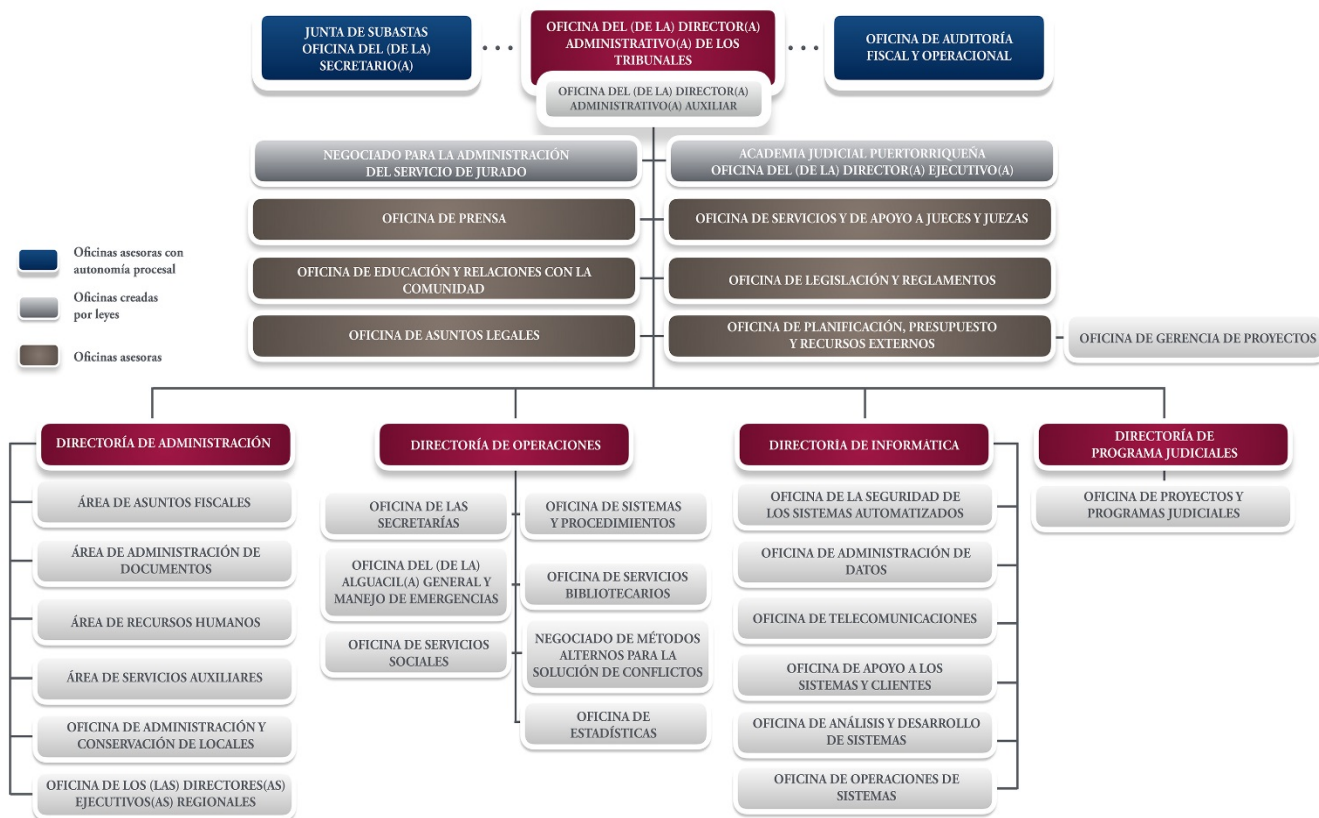 JUNTA DE SUBASTAS
OFICINA DEL (DE LA)
SECRETARIO(A)
OFICINA DEL (DE LA) DIRECTOR(A)
ADMINISTRATIVO(A) DE LOS
TRIBUNALES
OFICINA DE AUDITORÍA
FISCAL Y OPERACIONAL
OFICINA DEL (DE LA) DIRECTOR(A)
ADMINISTRATIVO(A) AUXILIAR
NEGOCIADO PARA LA ADMINISTRACIÓN
DEL SERVICIO DE JURADO
ACADEMIA JUDICIAL PUERTORRIQUEÑA
OFICINA DEL (DE LA) DIRECTOR(A) EJECUTIVO(A)
OFICINA DE PRENSA
OFICINA DE SERVICIOS Y DE APOYO A JUECES Y JUEZAS
OFICINA DE EDUCACIÓN Y RELACIONES CON LA
COMUNIDAD
OFICINA DE LEGISLACIÓN Y REGLAMENTOS
OFICINA DE ASUNTOS LEGALES
OFICINA DE PLANIFICACIÓN, PRESUPUESTO
Y RECURSOS EXTERNOS
OFICINA DE GERENCIA DE PROYECTOS
Oficinas asesoras con
autonomía procesal
Oficinas creadas
por leyes
Oficinas asesoras
DIRECTORÍA DE ADMINISTRACIÓN
ÁREA DE ASUNTOS FISCALES
ÁREA DE ADMINISTRACIÓN DE
DOCUMENTOS
ÁREA DE RECURSOS HUMANOS
ÁREA DE SERVICIOS AUXILIARES
OFICINA DE ADMINISTRACIÓN Y
CONSERVACIÓN DE LOCALES
OFICINA DE LOS (LAS) DIRECTORES(AS)
EJECUTIVOS(AS) REGIONALES
DIRECTORÍA DE OPERACIONES
OFICINA DE LAS
SECRETARÍAS
OFICINA DE SISTEMAS
Y PROCEDIMIENTOS
OFICINA DEL (DE LA)
ALGUACIL(A) GENERAL Y
MANEJO DE EMERGENCIAS
OFICINA DE SERVICIOS
BIBLIOTECARIOS
OFICINA DE SERVICIOS
SOCIALES
NEGOCIADO DE MÉTODOS
ALTERNOS PARA LA
SOLUCIÓN DE CONFLICTOS
OFICINA DE
ESTADÍSTICAS
DIRECTORÍA DE INFORMÁTICA
OFICINA DE LA SEGURIDAD DE
LOS SISTEMAS AUTOMATIZADOS
OFICINA DE ADMINISTRACIÓN DE
DATOS
OFICINA DE TELECOMUNICACIONES
OFICINA DE APOYO A LOS
SISTEMAS Y CLIENTES
OFICINA DE ANÁLISIS Y DESARROLLO
DE SISTEMAS
OFICINA DE OPERACIONES DE
SISTEMAS
DIRECTORÍA DE
PROGRAMA JUDICIALES
OFICINA DE PROYECTOS Y
PROGRAMAS JUDICIALES